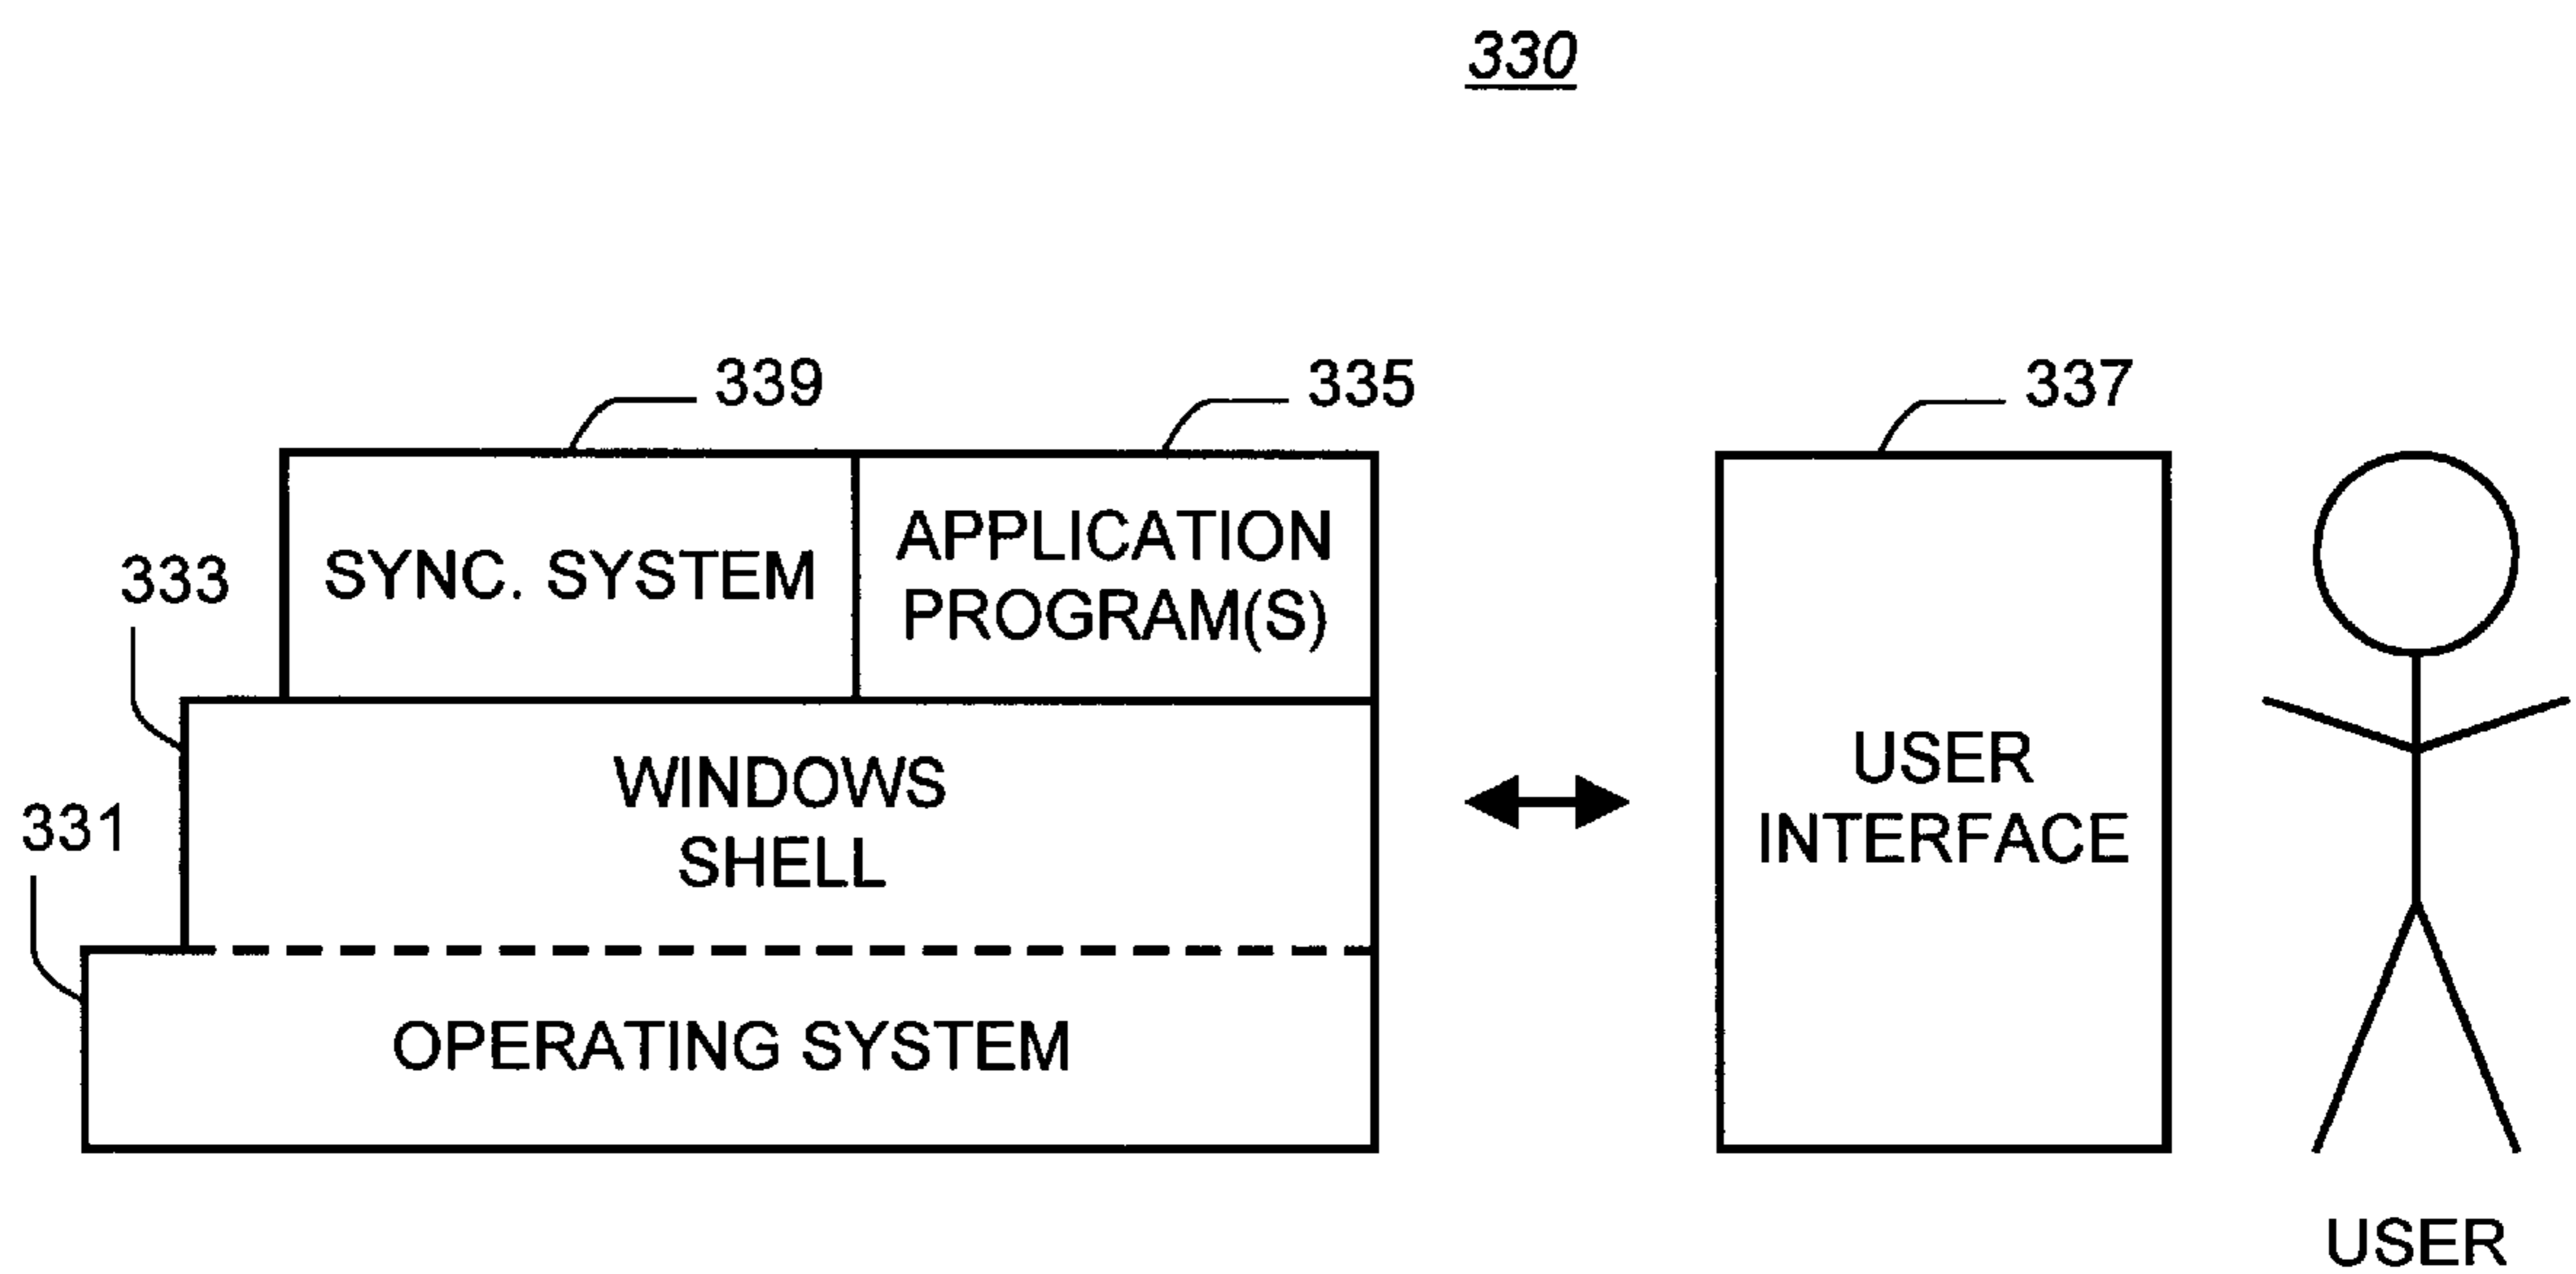 330
339
335
337
SYNC. SYSTEM
APPLICATION
PROGRAM(S)
333
WINDOWS
SHELL
USER
INTERFACE
331
OPERATING SYSTEM
USER